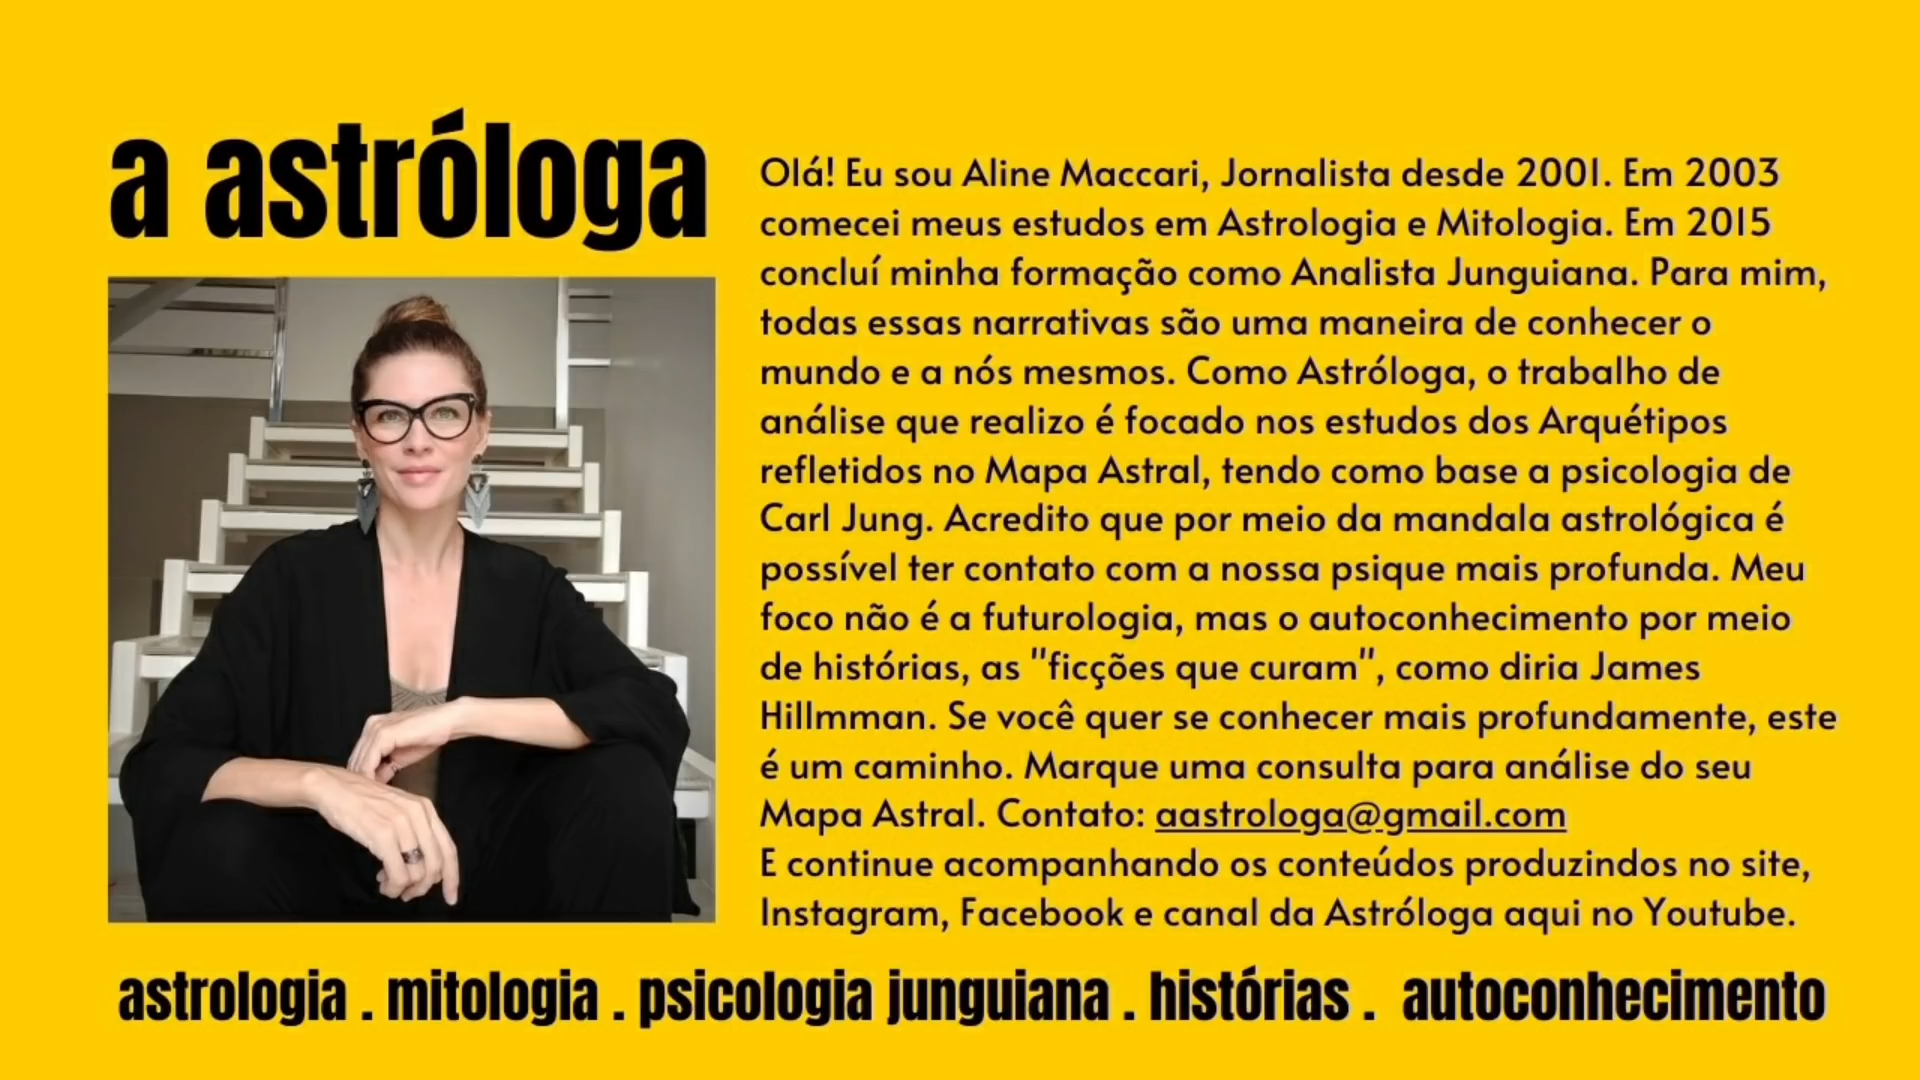 a astróloga
Olá! Eu sou Aline Maccari, Jornalista desde 2001. Em 2003
comecei meus estudos em Astrologia e Mitologia. Em 2015
concluí minha formação como Analista Junguiana. Para mim,
todas essas narrativas são uma maneira de conhecer o
mundo e a nós mesmos. Como Astróloga, o trabalho de
análise que realizo é focado nos estudos dos Arquétipos
refletidos no Mapa Astral, tendo como base a psicologia de
Carl Jung. Acredito que por meio da mandala astrológica é
possível ter contato com a nossa psique mais profunda. Meu
foco não é a futurologia, mas o autoconhecimento por meio
de histórias, as "ficções que curam", como diria James
Hillmman. Se você quer se conhecer mais profundamente, este
é um caminho. Marque uma consulta para análise do seu
Mapa Astral. Contato: aastrologa@gmail.com
E continue acompanhando os conteúdos produzindos no site,
Instagram, Facebook e canal da Astróloga aqui no Youtube.
astrologia . mitologia . psicologia junguiana . histórias . autoconhecimento